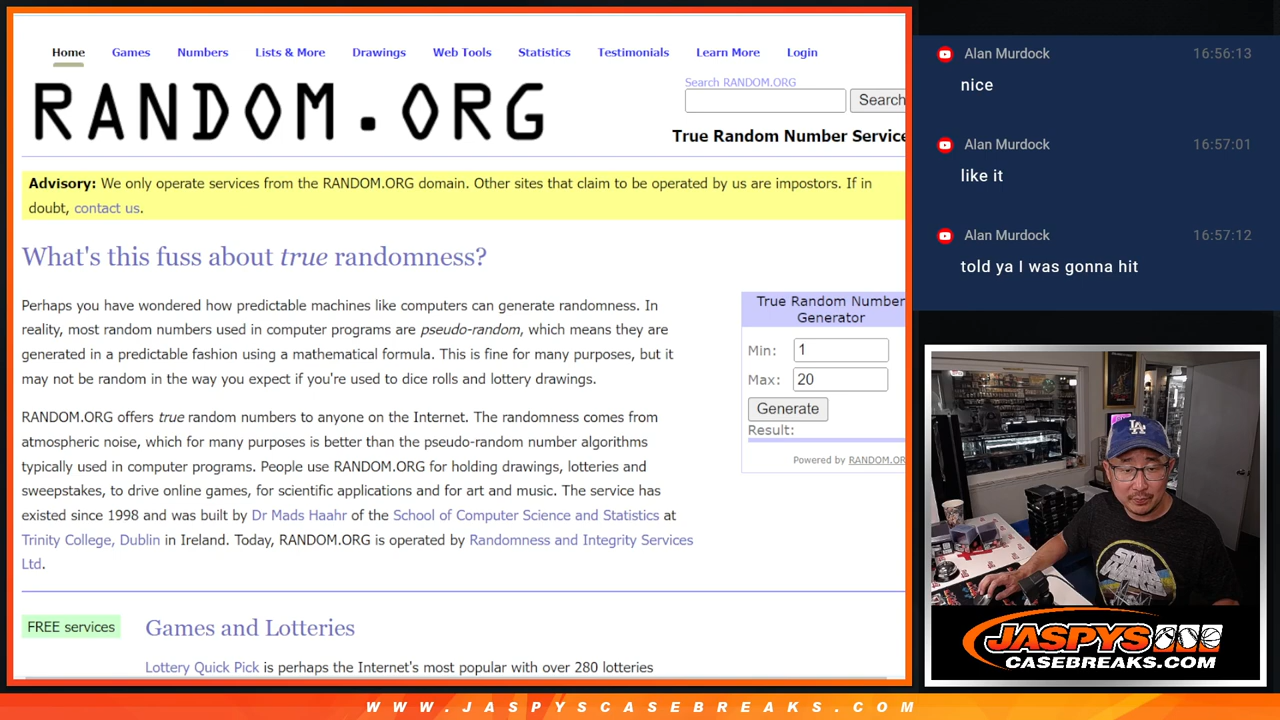 Home Games Numbers Lists & More Drawings Web Tools Statistics Testimonials Learn More Login
RANDOM.ORG
Search RANDOM.ORG
Search
True Random Number Service
Advisory: We only operate services from the RANDOM.ORG domain. Other sites that claim to be operated by us are impostors. If in
doubt, contact us.
What's this fuss about true randomness?
Perhaps you have wondered how predictable machines like computers can generate randomness. In
reality, most random numbers used in computer programs are pseudo-random, which means they are
generated in a predictable fashion using a mathematical formula. This is fine for many purposes, but it
may not be random in the way you expect if you're used to dice rolls and lottery drawings.
RANDOM.ORG offers true random numbers to anyone on the Internet. The randomness comes from
atmospheric noise, which for many purposes is better than the pseudo-random number algorithms
typically used in computer programs. People use RANDOM.ORG for holding drawings, lotteries and
sweepstakes, to drive online games, for scientific applications and for art and music. The service has
existed since 1998 and was built by Dr Mads Haahr of the School of Computer Science and Statistics at
Trinity College, Dublin in Ireland. Today, RANDOM.ORG is operated by Randomness and Integrity Services
Ltd.
True Random Number
Generator
Min: 1
Max: 20
Generate
Result:
Powered by RANDOM.OR
FREE services
Games and Lotteries
Lottery Quick Pick is perhaps the Internet's most popular with over 280 lotteries
Alan Murdock 16:56:13
nice
Alan Murdock 16:57:01
like it
Alan Murdock 16:57:12
told ya I was gonna hit
LA
STAR
WARS
JASPYS
CASEBREAKS.COM
WWW.JASPYSCASEBREAKS.COM